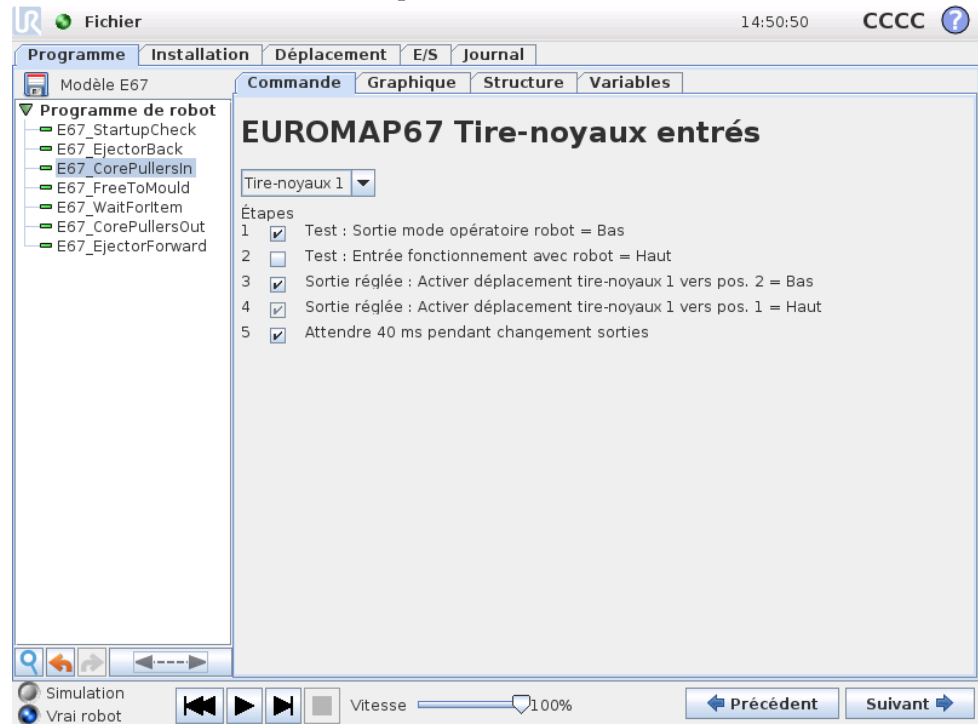 UR Fichier 14:50:50 CCCC ?
Programme Installation Déplacement E/S Journal
Modèle E67
Commande Graphique Structure Variables
Programme de robot
E67_StartupCheck
E67_EjectorBack
E67_CorePullersIn
E67_FreeToMould
E67_WaitForItem
E67_CorePullersOut
E67_EjectorForward
EUROMAP67 Tire-noyaux entrés
Tire-noyaux 1
Étapes
1 Test : Sortie mode opératoire robot = Bas
2 Test : Entrée fonctionnement avec robot = Haut
3 Sortie réglée : Activer déplacement tire-noyaux 1 vers pos. 2 = Bas
4 Sortie réglée : Activer déplacement tire-noyaux 1 vers pos. 1 = Haut
5 Attendre 40 ms pendant changement sorties
Simulation
Vrai robot
Vitesse 100%
Précédent Suivant